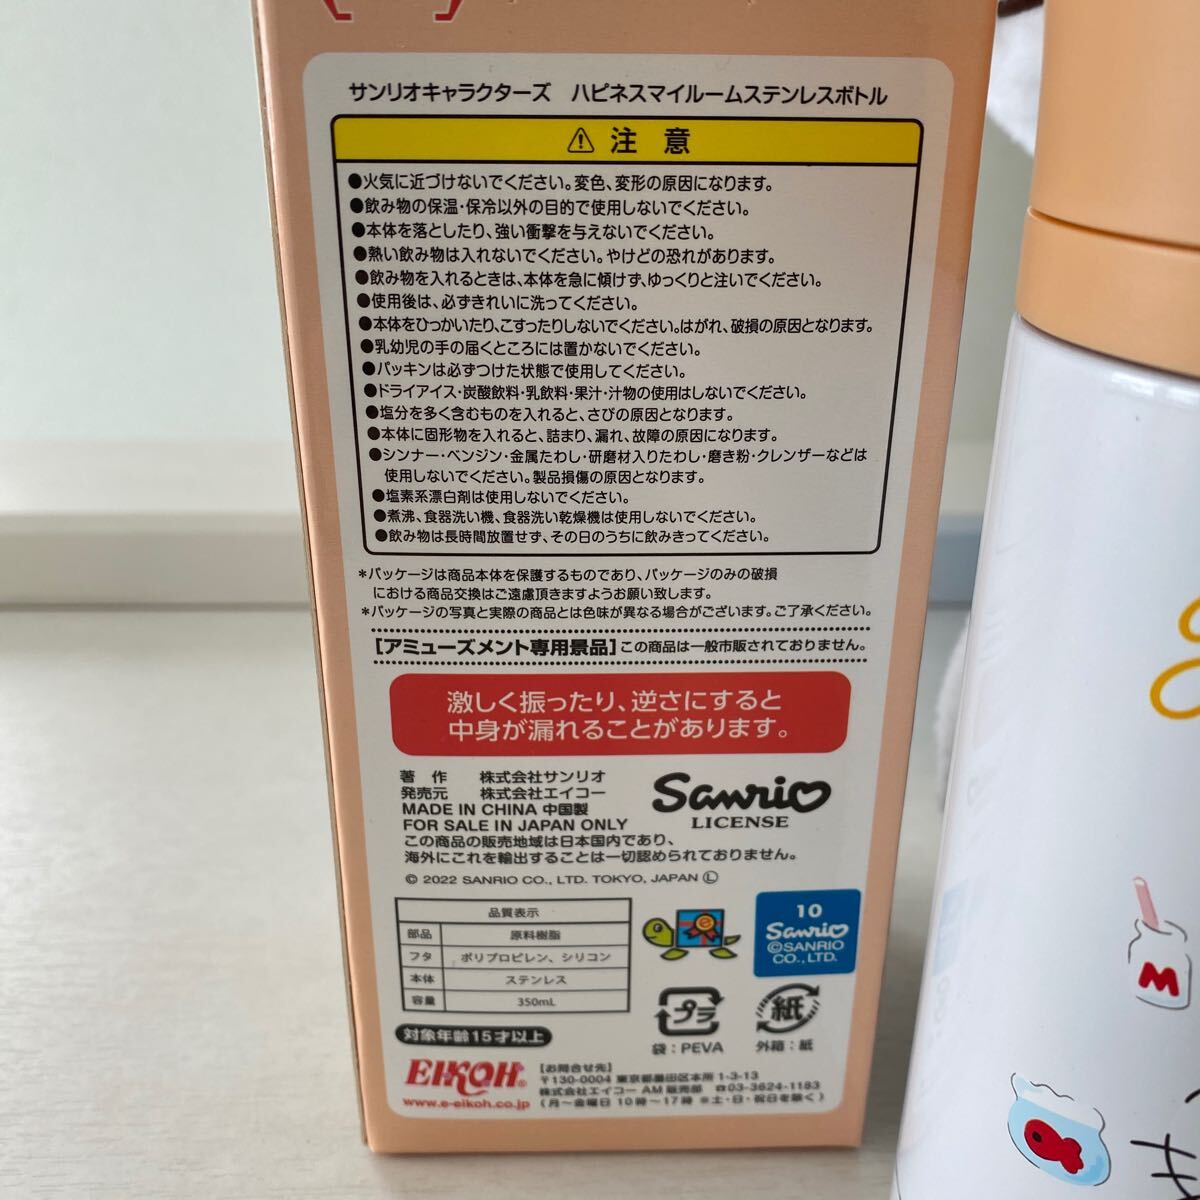 サンリオキャラクターズ　ハピネスマイルームステンレスボトル
⚠ 注意
●火気に近づけないでください。変色、変形の原因になります。
●飲み物の保温・保冷以外の目的で使用しないでください。
●本体を落としたり、強い衝撃を与えないでください。
●熱い飲み物は入れないでください。やけどの恐れがあります。
●飲み物を入れるときは、本体を急に傾けず、ゆっくりと注いでください。
●使用後は、必ずきれいに洗ってください。
●本体をひっかいたり、こすったりしないでください。はがれ、破損の原因となります。
●乳幼児の手の届くところには置かないでください。
●パッキンは必ずつけた状態で使用してください。
●ドライアイス・炭酸飲料・乳飲料・果汁・汁物の使用はしないでください。
●塩分を多く含むものを入れると、さびの原因となります。
●本体に固形物を入れると、詰まり、漏れ、故障の原因になります。
●シンナー・ベンジン・金属たわし・研磨材入りたわし・磨き粉・クレンザーなどは
使用しないでください。製品損傷の原因となります。
●塩素系漂白剤は使用しないでください。
●煮沸、食器洗い機、食器洗い乾燥機は使用しないでください。
●飲み物は長時間放置せず、その日のうちに飲みきってください。
*パッケージは商品本体を保護するものであり、パッケージのみの破損
における商品交換はご遠慮頂きますようお願い致します。
*パッケージの写真と実際の商品とは色味が異なる場合がございます。ご了承ください。
[アミューズメント専用景品]この商品は一般市販されておりません。
激しく振ったり、逆さにすると
中身が漏れることがあります。
著　作　株式会社サンリオ
発売元　株式会社エイコー
MADE IN CHINA 中国製
FOR SALE IN JAPAN ONLY
この商品の販売地域は日本国内であり、
海外にこれを輸出することは一切認められておりません。
© 2022 SANRIO CO., LTD. TOKYO, JAPAN Ⓛ
Sanrio
LICENSE
品質表示
部品　原料樹脂
フタ　ポリプロピレン、シリコン
本体　ステンレス
容量　350mL
対象年齢15才以上
10
Sanrio
©SANRIO
CO.,LTD.
プラ
袋：PEVA
紙
外箱：紙
EIKOH®
www.e-eikoh.co.jp
【お問合せ先】
〒130-0004 東京都墨田区本所1-3-13
株式会社エイコー AM 販売部　☎03-3624-1183
(月〜金曜日10時〜17時 ※土・日・祝日を除く)
M